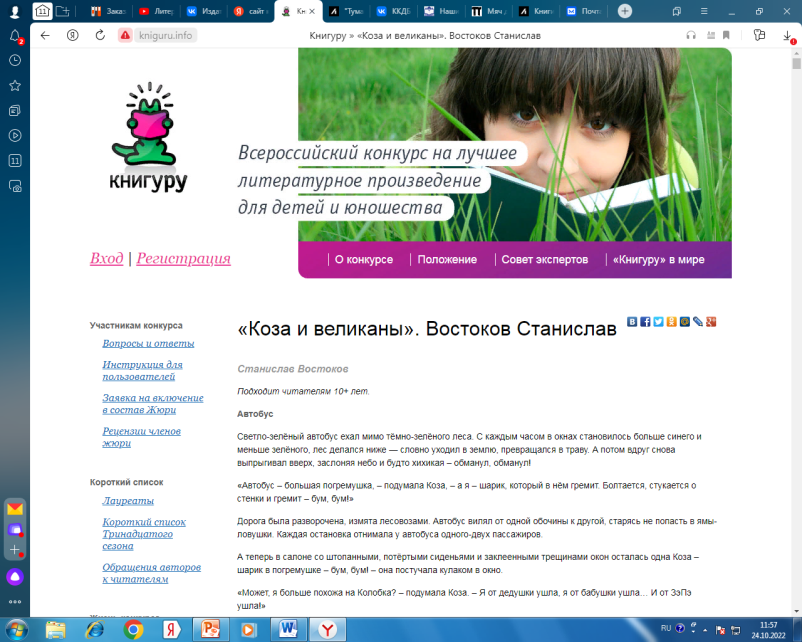 11
Зака
Лите
Изда
сайт
Кн
"Тум
ККДБ
Наш
Мяч
Книг
Почт
kniguru.info
Книгуру » «Коза и великаны». Востоков Станислав
КНИГУРУ
Всероссийский конкурс на лучшее
литературное произведение
для детей и юношества
Вход | Регистрация
О конкурсе
Положение
Совет экспертов
«Книгуру» в мире
Участникам конкурса
Вопросы и ответы
Инструкция для
пользователей
Заявка на включение
в состав Жюри
Рецензии членов
жюри
Короткий список
Лауреаты
Короткий список
Тринадцатого
сезона
Обращения авторов
к читателям
«Коза и великаны». Востоков Станислав
Станислав Востоков
Подходит читателям 10+ лет.
Автобус
Светло-зелёный автобус ехал мимо тёмно-зелёного леса. С каждым часом в окнах становилось больше синего и
меньше зелёного, лес делался ниже — словно уходил в землю, превращался в траву. А потом вдруг снова
выпрыгивал вверх, заслоняя небо и будто хихикая – обманул, обманул!
«Автобус – большая погремушка, – подумала Коза, – а я – шарик, который в нём гремит. Болтается, стукается о
стенки и гремит – бум, бум!»
Дорога была разворочена, измята лесовозами. Автобус вилял от одной обочины к другой, стараясь не попасть в ямы-
ловушки. Каждая остановка отнимала у автобуса одного-двух пассажиров.
А теперь в салоне со штопанными, потёртыми сиденьями и заклеенными трещинами окон осталась одна Коза –
шарик в погремушке – бум, бум! – она постучала кулаком в окно.
«Может, я больше похожа на Колобка? – подумала Коза. – Я от дедушки ушла, я от бабушки ушла… И от ЗэПэ
ушла!»
RU
11:57
24.10.2022